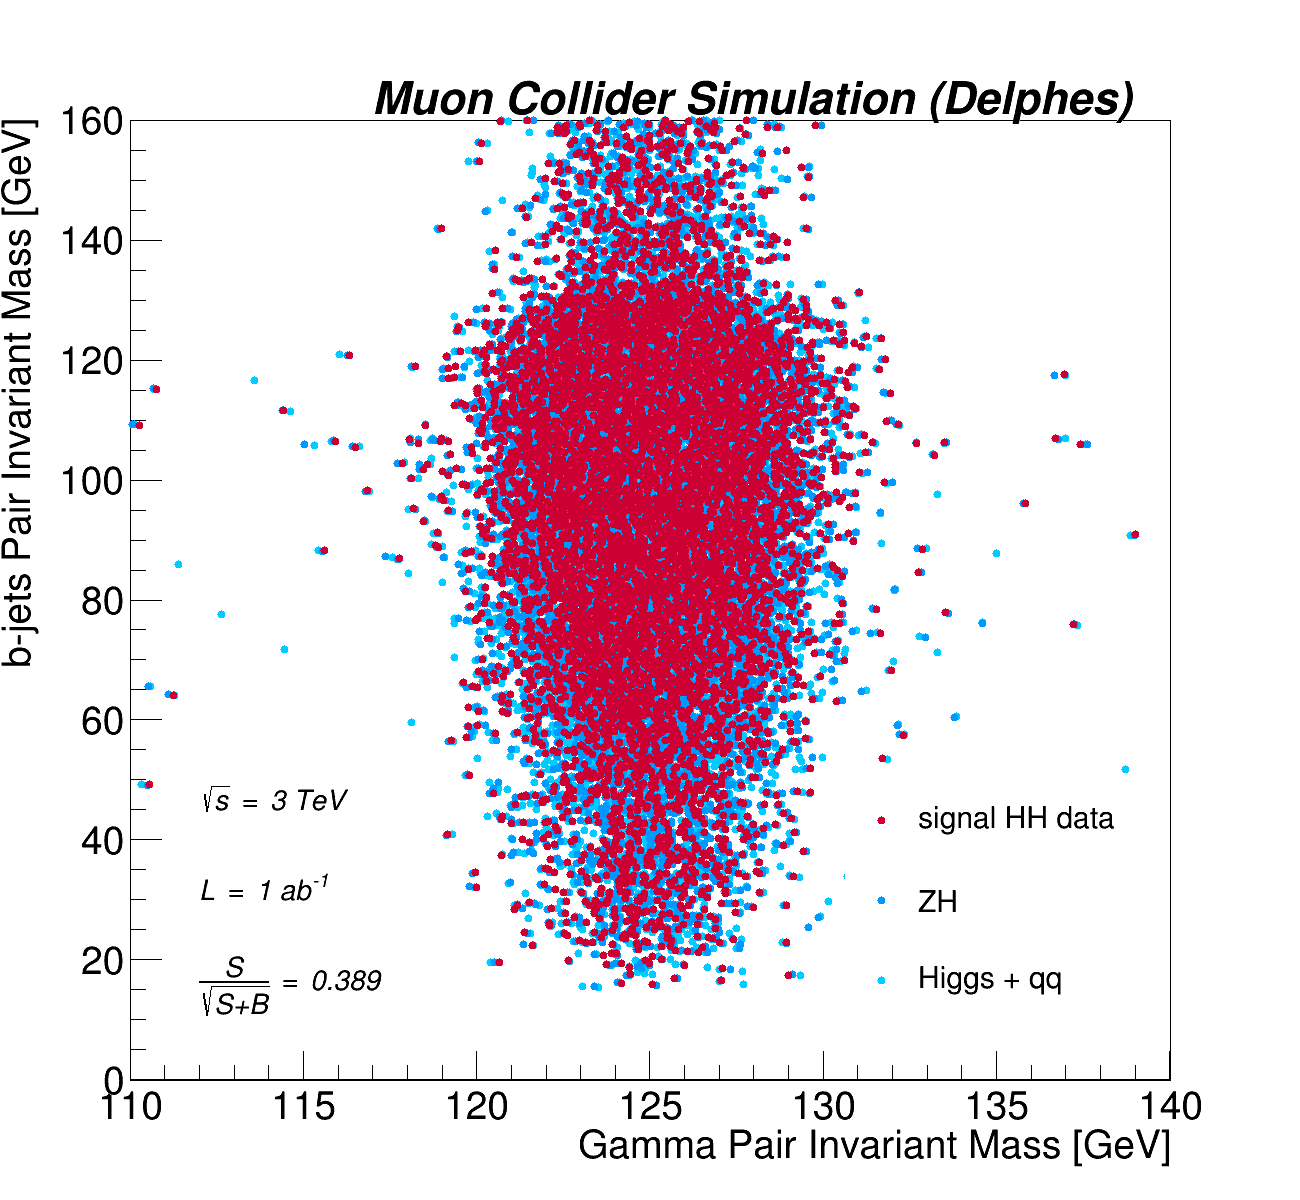 Muon Collider Simulation (Delphes)
b-jets Pair Invariant Mass [GeV]
160
140
120
100
80
60
40
20
0
√s = 3 TeV
L = 1 ab⁻¹
S
√S+B
= 0.389
signal HH data
ZH
Higgs + qq
110 115 120 125 130 135 140
Gamma Pair Invariant Mass [GeV]